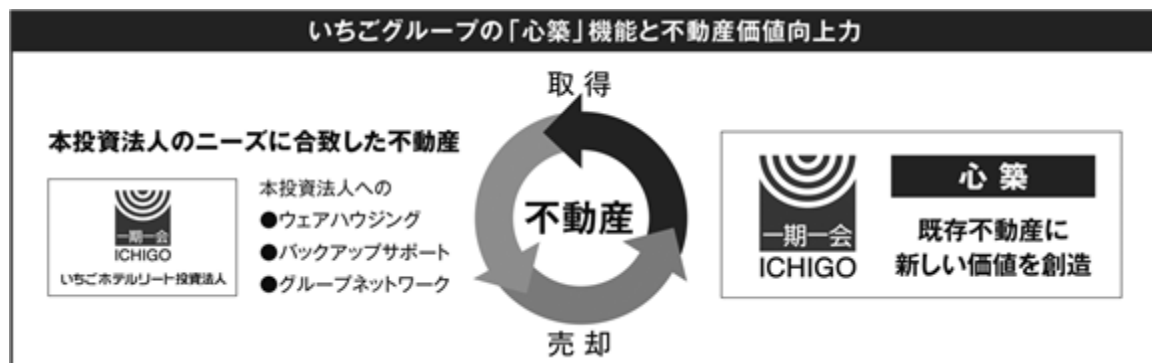 いちごグループの「心築」機能と不動産価値向上力
取得
本投資法人のニーズに合致した不動産
一期一会
ICHIGO
いちごホテルリート投資法人
本投資法人への
●ウェアハウジング
●バックアップサポート
●グループネットワーク
不動産
売却
一期一会
ICHIGO
心築
既存不動産に
新しい価値を創造